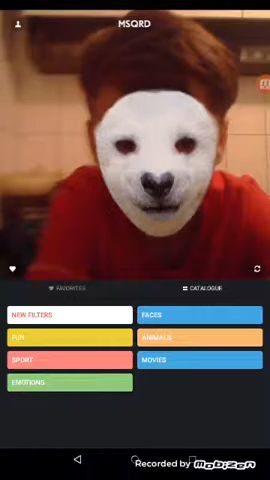 MSQRD
FAVORITES
CATALOGUE
NEW FILTERS
FACES
FUN
ANIMALS
SPORT
MOVIES
EMOTIONS
Recorded by mobizen